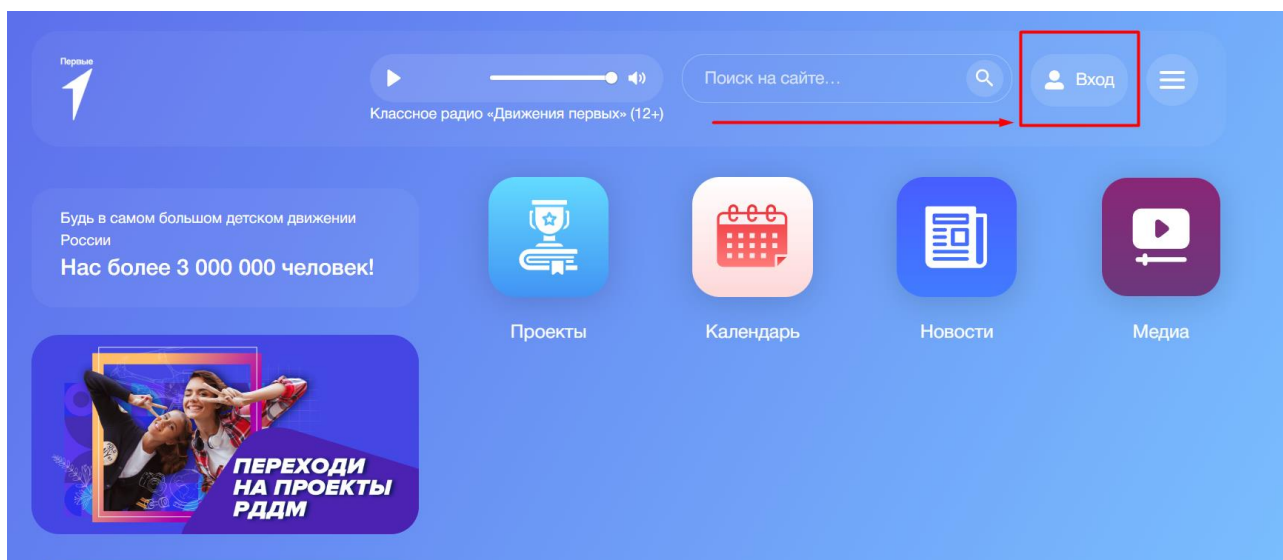 Первые
Поиск на сайте...
Вход
Классное радио «Движения первых» (12+)
Будь в самом большом детском движении
России
Нас более 3 000 000 человек!
Проекты
Календарь
Новости
Медиа
ПЕРЕХОДИ
НА ПРОЕКТЫ
РДДМ